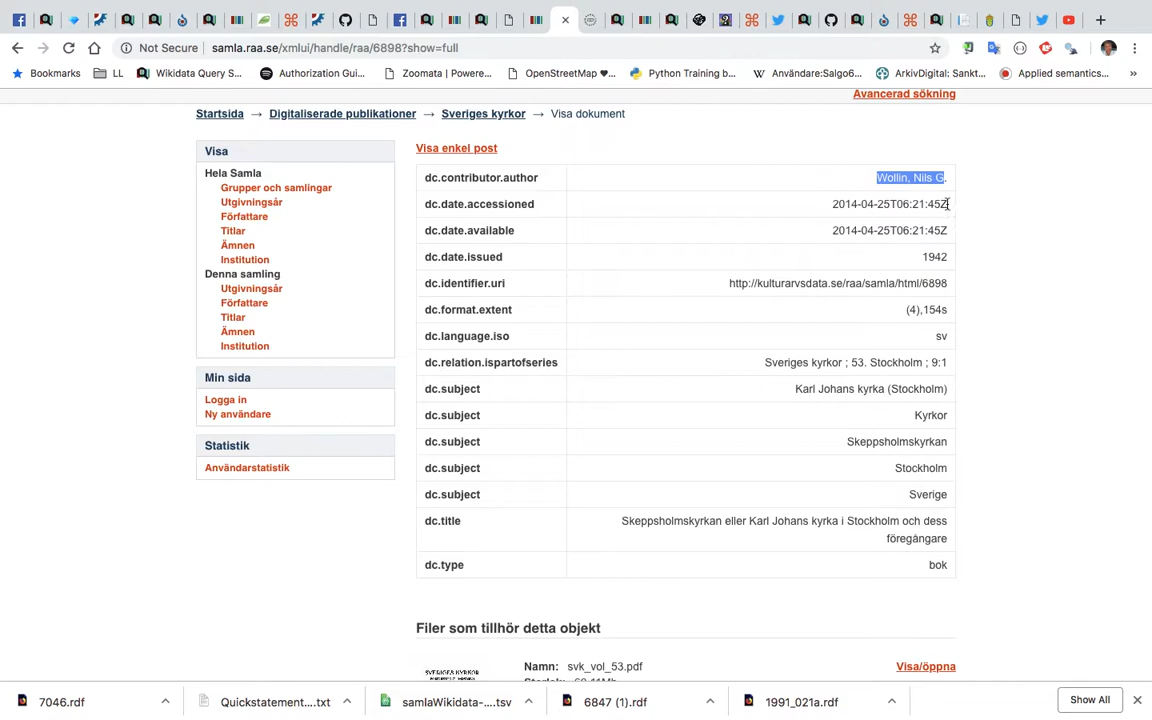 Not Secure samla.raa.se/xmlui/handle/raa/6898?show=full
Bookmarks LL Wikidata Query S... Authorization Gui... Zoomata | Powere... OpenStreetMap ♥... Python Training b... Användare:Salgo6... ArkivDigital: Sankt... Applied semantics... »
Avancerad sökning
Startsida → Digitaliserade publikationer → Sveriges kyrkor → Visa dokument
Visa
Hela Samla
Grupper och samlingar
Utgivningsår
Författare
Titlar
Ämnen
Institution
Denna samling
Utgivningsår
Författare
Titlar
Ämnen
Institution
Min sida
Logga in
Ny användare
Statistik
Användarstatistik
Visa enkel post
dc.contributor.author Wollin, Nils G.
dc.date.accessioned 2014-04-25T06:21:45Z
dc.date.available 2014-04-25T06:21:45Z
dc.date.issued 1942
dc.identifier.uri http://kulturarvsdata.se/raa/samla/html/6898
dc.format.extent (4),154s
dc.language.iso sv
dc.relation.ispartofseries Sveriges kyrkor ; 53. Stockholm ; 9:1
dc.subject Karl Johans kyrka (Stockholm)
dc.subject Kyrkor
dc.subject Skeppsholmskyrkan
dc.subject Stockholm
dc.subject Sverige
dc.title Skeppsholmskyrkan eller Karl Johans kyrka i Stockholm och dess
föregångare
dc.type bok
Filer som tillhör detta objekt
Namn: svk_vol_53.pdf Visa/öppna
SVERIGES KYRKOR
7046.rdf Quickstatement....txt samlaWikidata-....tsv 6847 (1).rdf 1991_021a.rdf Show All